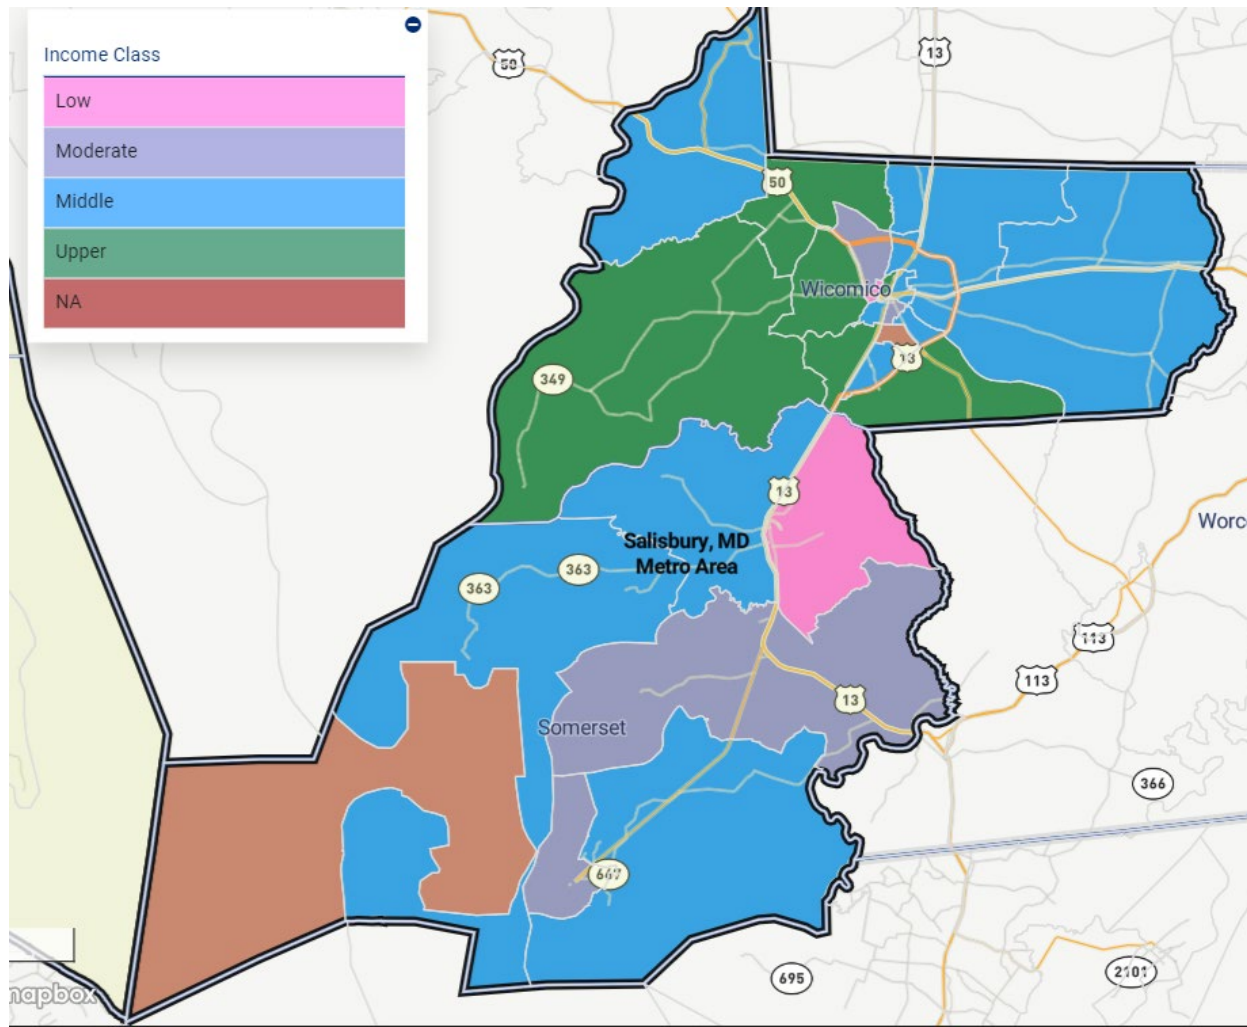 Income Class
Low
Moderate
Middle
Upper
NA
50
13
50
Wicomico
349
13
13
Worc
Salisbury, MD
Metro Area
363
363
113
113
13
Somerset
366
667
695
2101
mapbox